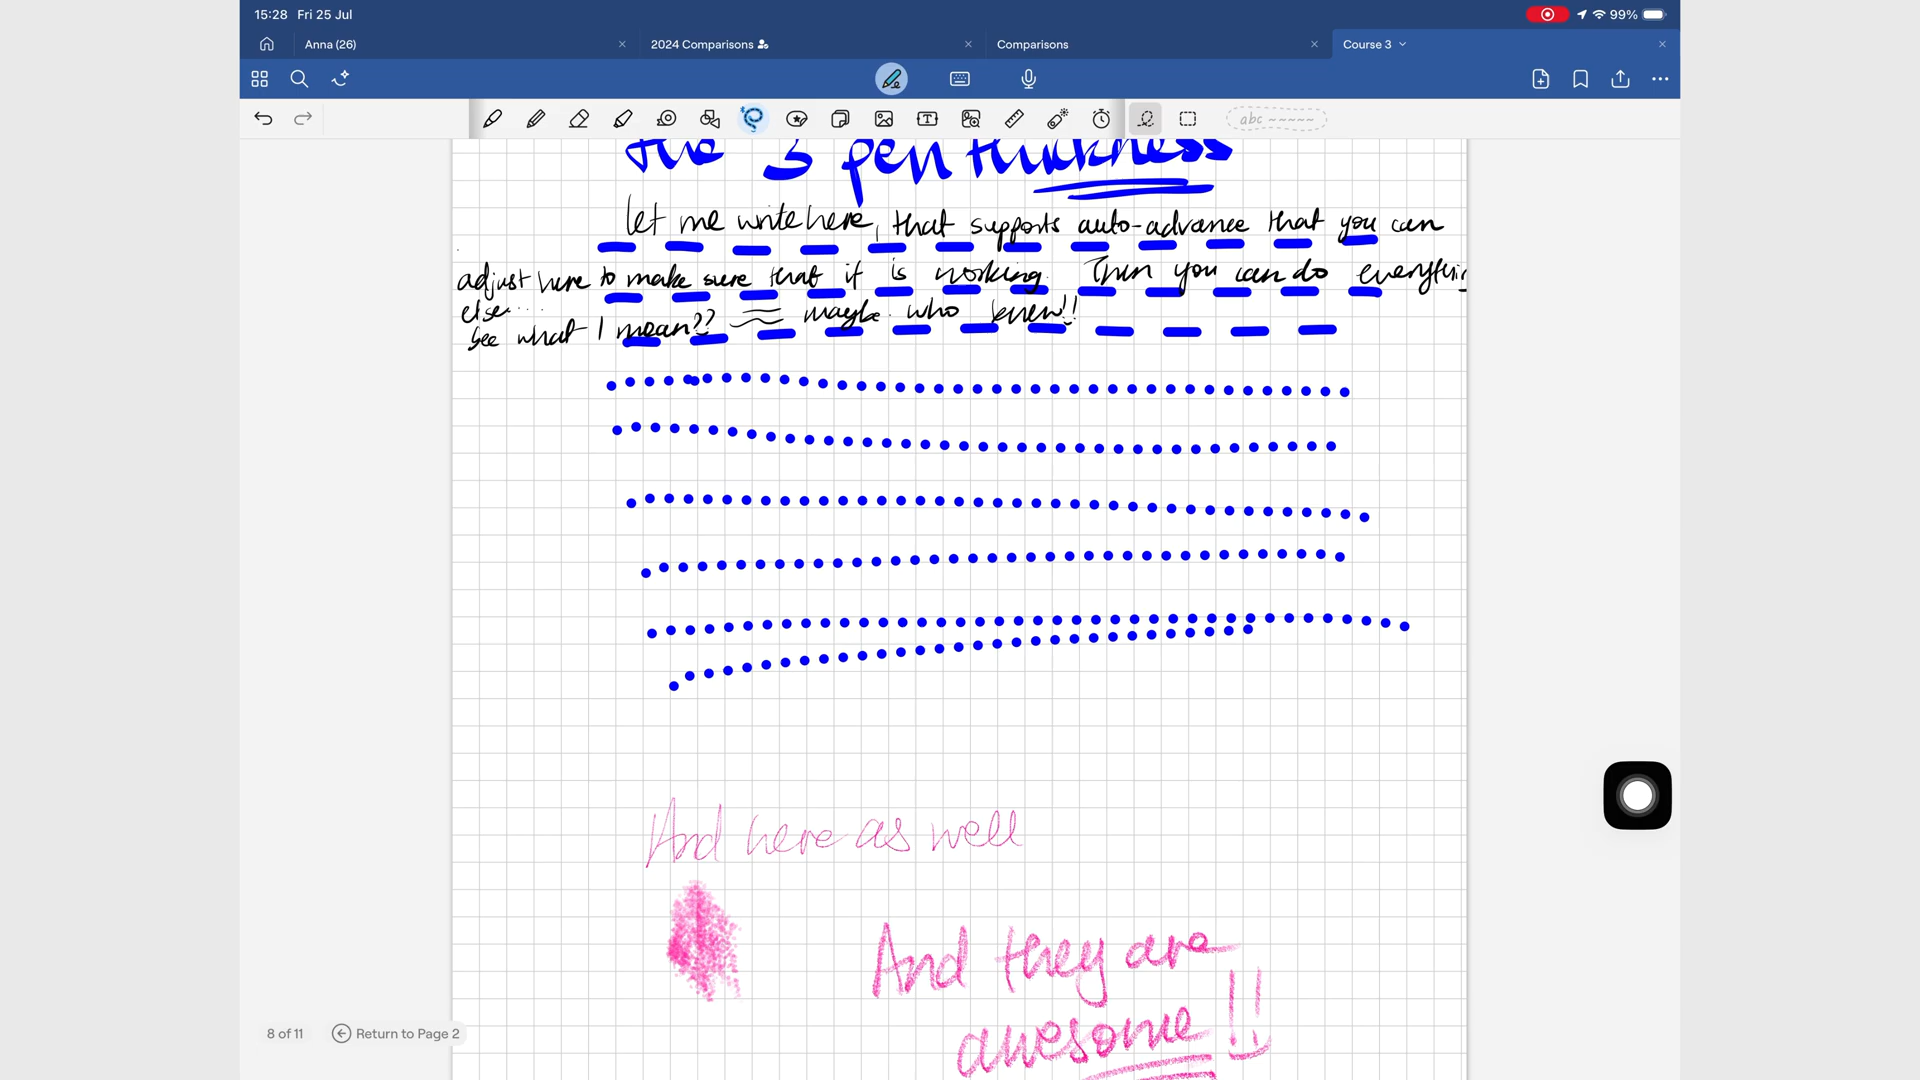 15:28 Fri 25 Jul 99%
Anna (26) 2024 Comparisons Comparisons Course 3
abc
the 3 pen thickness
let me write here, that supports auto-advance that you can
adjust here to make sure that it is working. Then you can do everything
else...
See what I mean?? maybe who knew!!
And here as well
And they are
awesome!!
8 of 11 Return to Page 2